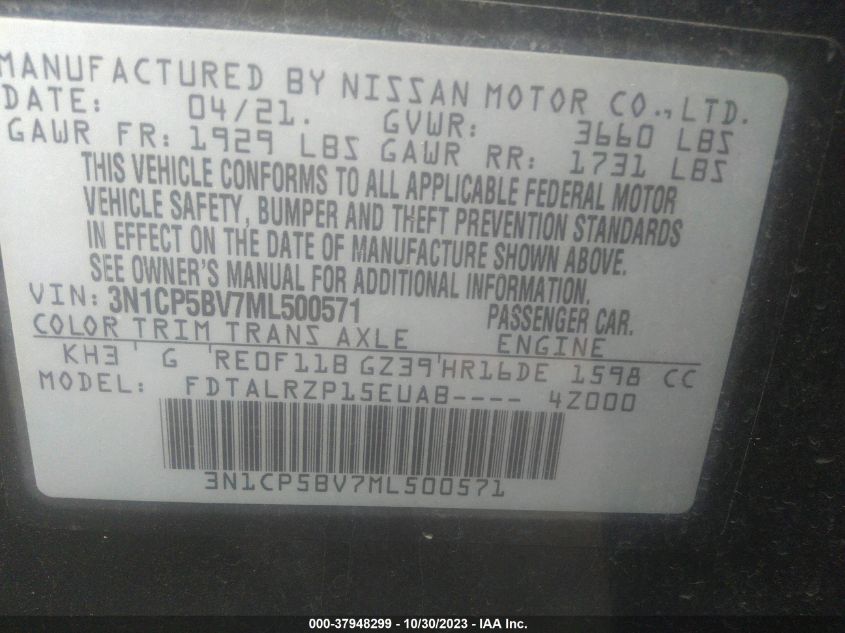 MANUFACTURED BY NISSAN MOTOR CO., LTD.
DATE: 04/21. GVWR: 3660 LBS
GAWR FR: 1929 LBS GAWR RR: 1731 LBS
THIS VEHICLE CONFORMS TO ALL APPLICABLE FEDERAL MOTOR
VEHICLE SAFETY, BUMPER AND THEFT PREVENTION STANDARDS
IN EFFECT ON THE DATE OF MANUFACTURE SHOWN ABOVE.
SEE OWNER'S MANUAL FOR ADDITIONAL INFORMATION.
VIN: 3N1CP5BV7ML500571 PASSENGER CAR.
COLOR TRIM TRANS AXLE ENGINE
KH3 ' G 'RE0F11B GZ39'HR16DE 1598 CC
MODEL: FDTALRZP15EUAB---- 4Z000
3N1CP5BV7ML500571
000-37948299 - 10/30/2023 - IAA Inc.